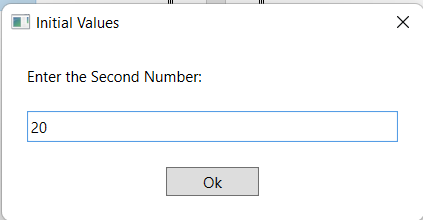 Initial Values
Enter the Second Number:
20
Ok